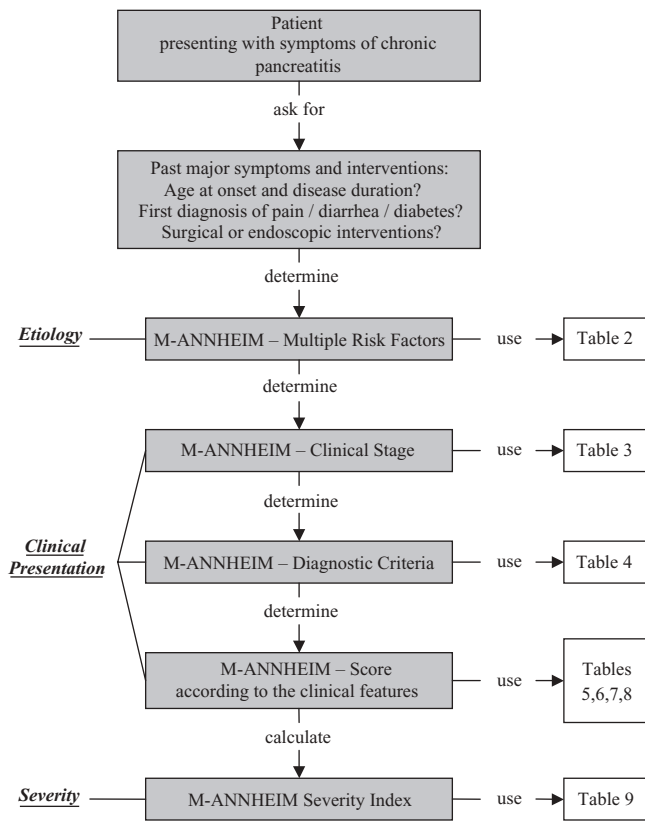 Patient
presenting with symptoms of chronic
pancreatitis
ask for
Past major symptoms and interventions:
Age at onset and disease duration?
First diagnosis of pain / diarrhea / diabetes?
Surgical or endoscopic interventions?
determine
Etiology
M-ANNHEIM – Multiple Risk Factors
use
Table 2
determine
M-ANNHEIM – Clinical Stage
use
Table 3
determine
Clinical
Presentation
M-ANNHEIM – Diagnostic Criteria
use
Table 4
determine
M-ANNHEIM – Score
according to the clinical features
use
Tables
5,6,7,8
calculate
Severity
M-ANNHEIM Severity Index
use
Table 9